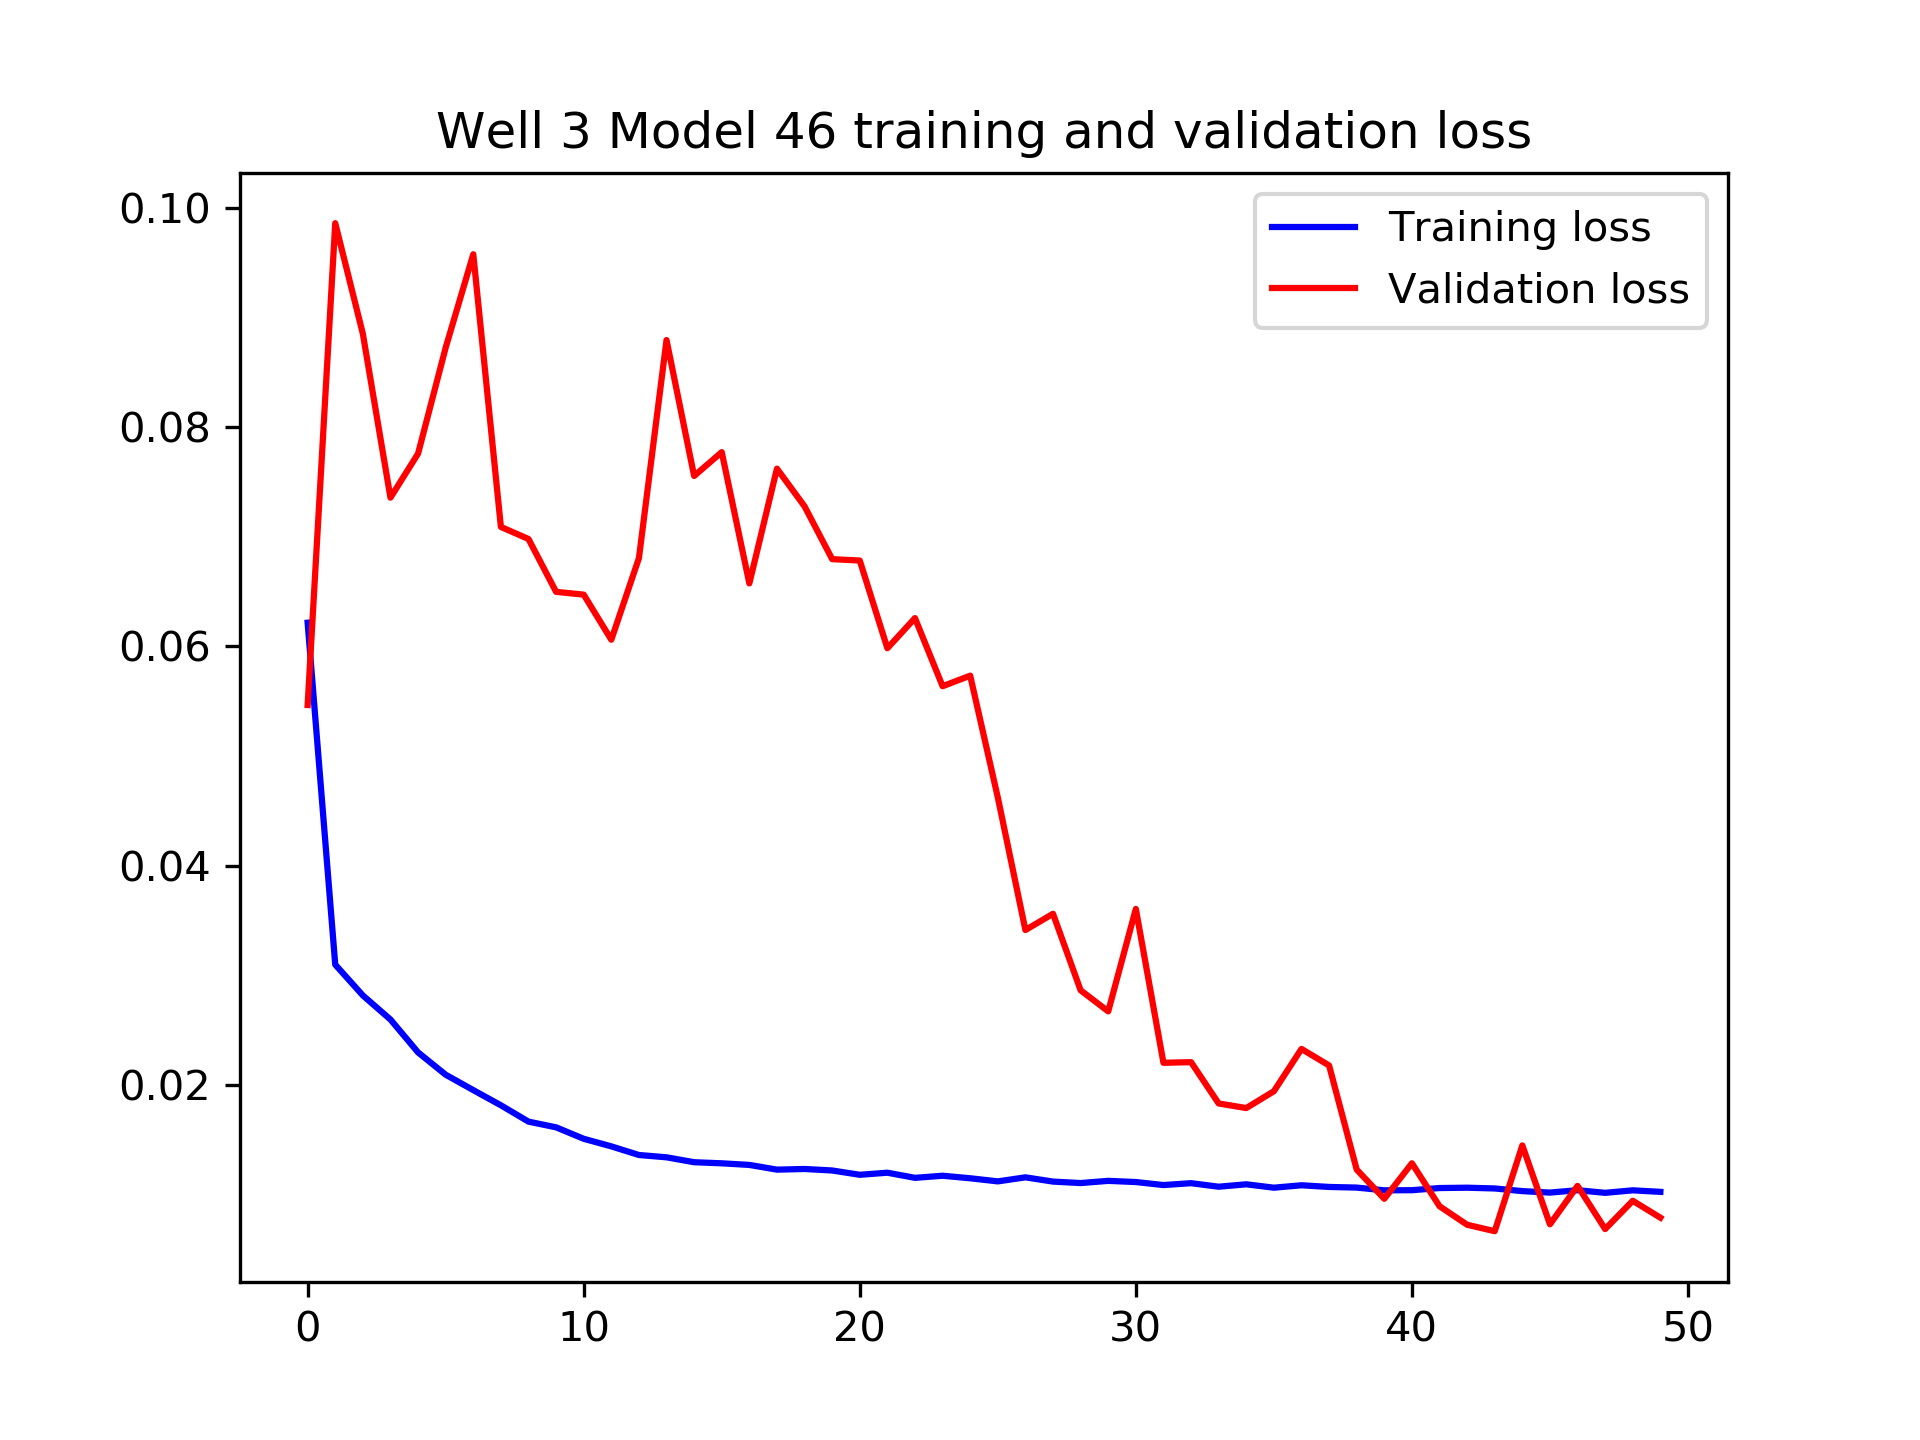 Well 3 Model 46 training and validation loss
0.10
0.08
0.06
0.04
0.02
Training loss
Validation loss
0 10 20 30 40 50